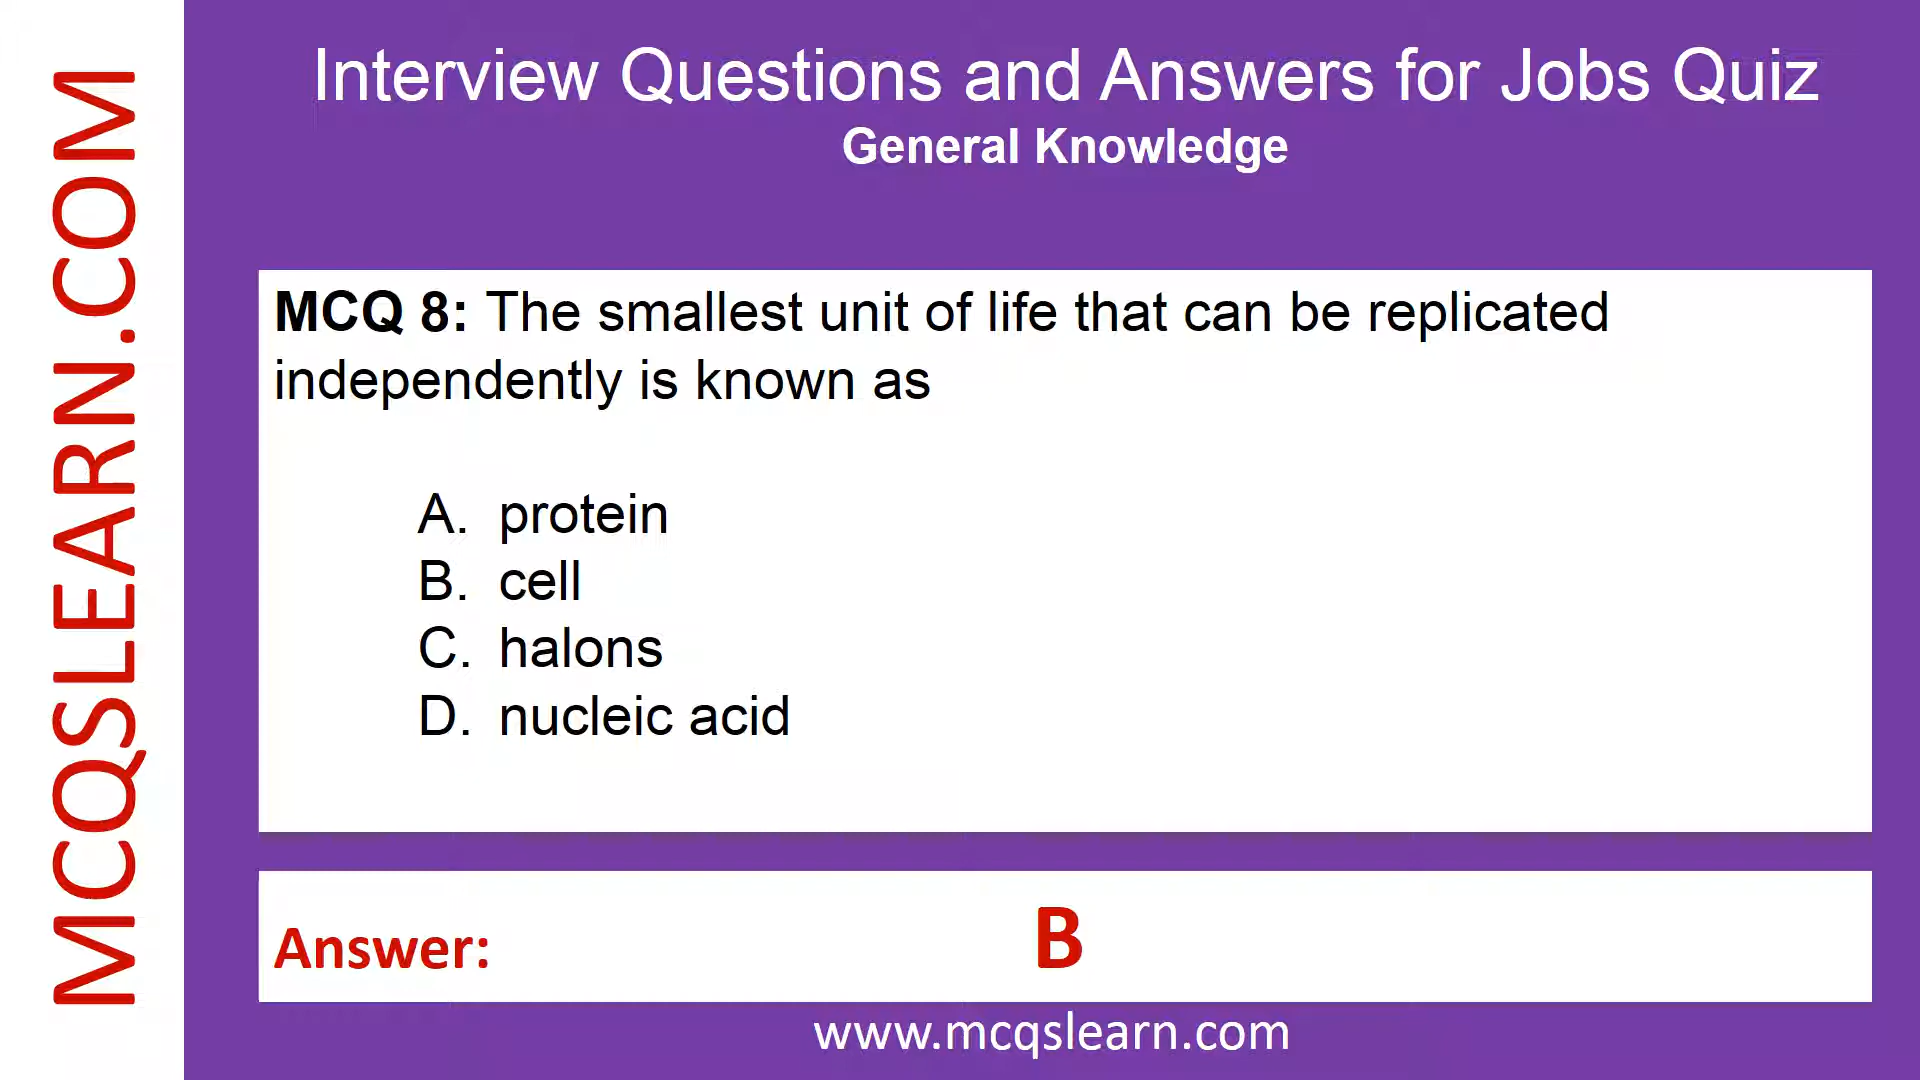 MCQSLEARN.COM
Interview Questions and Answers for Jobs Quiz
General Knowledge
MCQ 8: The smallest unit of life that can be replicated
independently is known as
A. protein
B. cell
C. halons
D. nucleic acid
Answer: B
www.mcqslearn.com